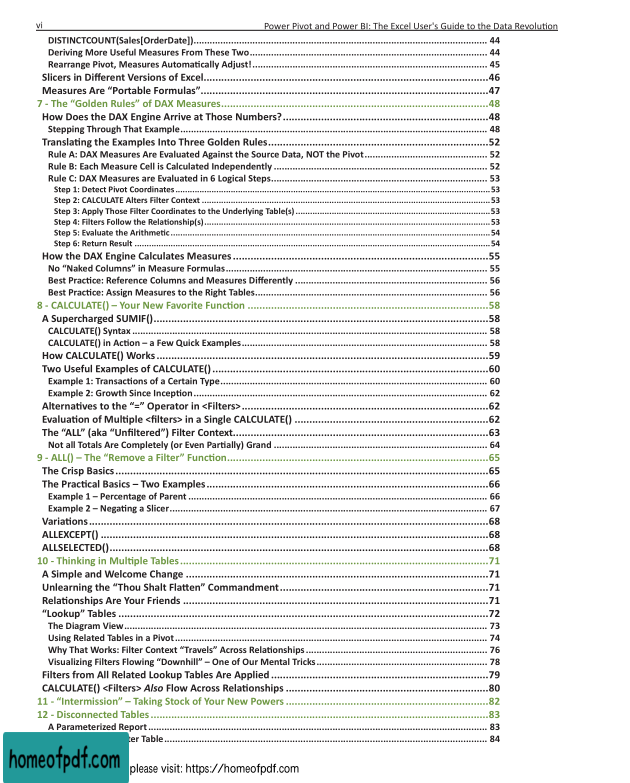 vi Power Pivot and Power BI: The Excel User's Guide to the Data Revolution
DISTINCTCOUNT(Sales[OrderDate])........ 44
Deriving More Useful Measures From These Two........ 44
Rearrange Pivot, Measures Automatically Adjust!........ 45
Slicers in Different Versions of Excel........46
Measures Are “Portable Formulas”........47
7 - The “Golden Rules” of DAX Measures........48
How Does the DAX Engine Arrive at Those Numbers?........48
Stepping Through That Example........ 48
Translating the Examples Into Three Golden Rules........52
Rule A: DAX Measures Are Evaluated Against the Source Data, NOT the Pivot........ 52
Rule B: Each Measure Cell is Calculated Independently ........ 52
Rule C: DAX Measures are Evaluated in 6 Logical Steps........ 53
Step 1: Detect Pivot Coordinates ........53
Step 2: CALCULATE Alters Filter Context ........53
Step 3: Apply Those Filter Coordinates to the Underlying Table(s) ........53
Step 4: Filters Follow the Relationship(s)........53
Step 5: Evaluate the Arithmetic........54
Step 6: Return Result ........54
How the DAX Engine Calculates Measures ........55
No “Naked Columns” in Measure Formulas........ 55
Best Practice: Reference Columns and Measures Differently ........ 56
Best Practice: Assign Measures to the Right Tables........ 56
8 - CALCULATE() – Your New Favorite Function ........58
A Supercharged SUMIF()........58
CALCULATE() Syntax ........ 58
CALCULATE() in Action – a Few Quick Examples........ 58
How CALCULATE() Works ........59
Two Useful Examples of CALCULATE()........60
Example 1: Transactions of a Certain Type........ 60
Example 2: Growth Since Inception........ 62
Alternatives to the “=” Operator in <Filters>........62
Evaluation of Multiple <filters> in a Single CALCULATE() ........62
The “ALL” (aka “Unfiltered”) Filter Context........63
Not all Totals Are Completely (or Even Partially) Grand ........ 64
9 - ALL() – The “Remove a Filter” Function........65
The Crisp Basics ........65
The Practical Basics – Two Examples ........66
Example 1 – Percentage of Parent ........ 66
Example 2 – Negating a Slicer........ 67
Variations ........68
ALLEXCEPT() ........68
ALLSELECTED()........68
10 - Thinking in Multiple Tables ........71
A Simple and Welcome Change ........71
Unlearning the “Thou Shalt Flatten” Commandment........71
Relationships Are Your Friends ........71
“Lookup” Tables ........72
The Diagram View........ 73
Using Related Tables in a Pivot........ 74
Why That Works: Filter Context “Travels” Across Relationships........ 76
Visualizing Filters Flowing “Downhill” – One of Our Mental Tricks........ 78
Filters from All Related Lookup Tables Are Applied ........79
CALCULATE() <Filters> Also Flow Across Relationships ........80
11 - “Intermission” – Taking Stock of Your New Powers ........82
12 - Disconnected Tables ........83
A Parameterized Report........ 83
ter Table........ 84
homeofpdf.com
please visit: https://homeofpdf.com